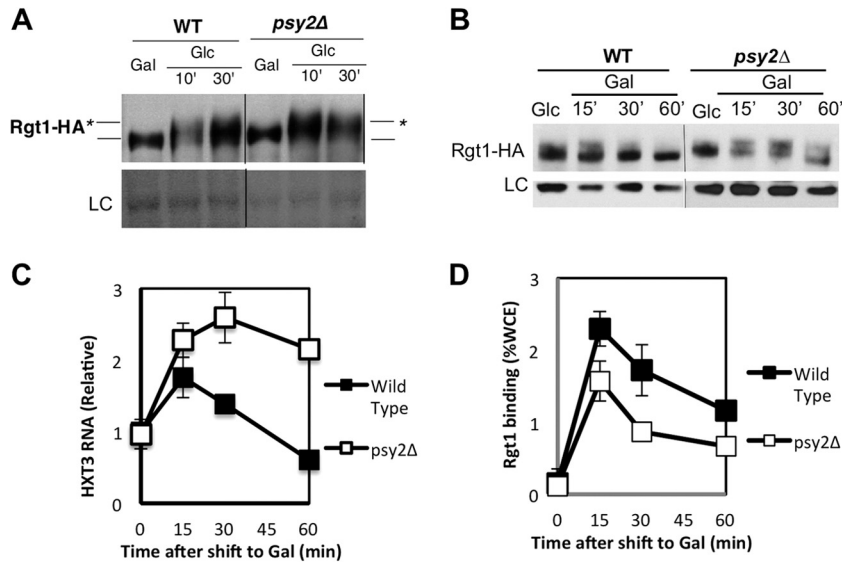 A
WT psy2Δ
Gal Glc Gal Glc
10' 30' 10' 30'
Rgt1-HA* *
LC
B
WT psy2Δ
Gal Gal
Glc 15' 30' 60' Glc 15' 30' 60'
Rgt1-HA
LC
C
HXT3 RNA (Relative)
3
2
1
0
0 15 30 45 60
Time after shift to Gal (min)
Wild
Type
psy2Δ
D
Rgt1 binding (%WCE)
3
2
1
0
0 15 30 45 60
Time after shift to Gal (min)
Wild
Type
psy2Δ